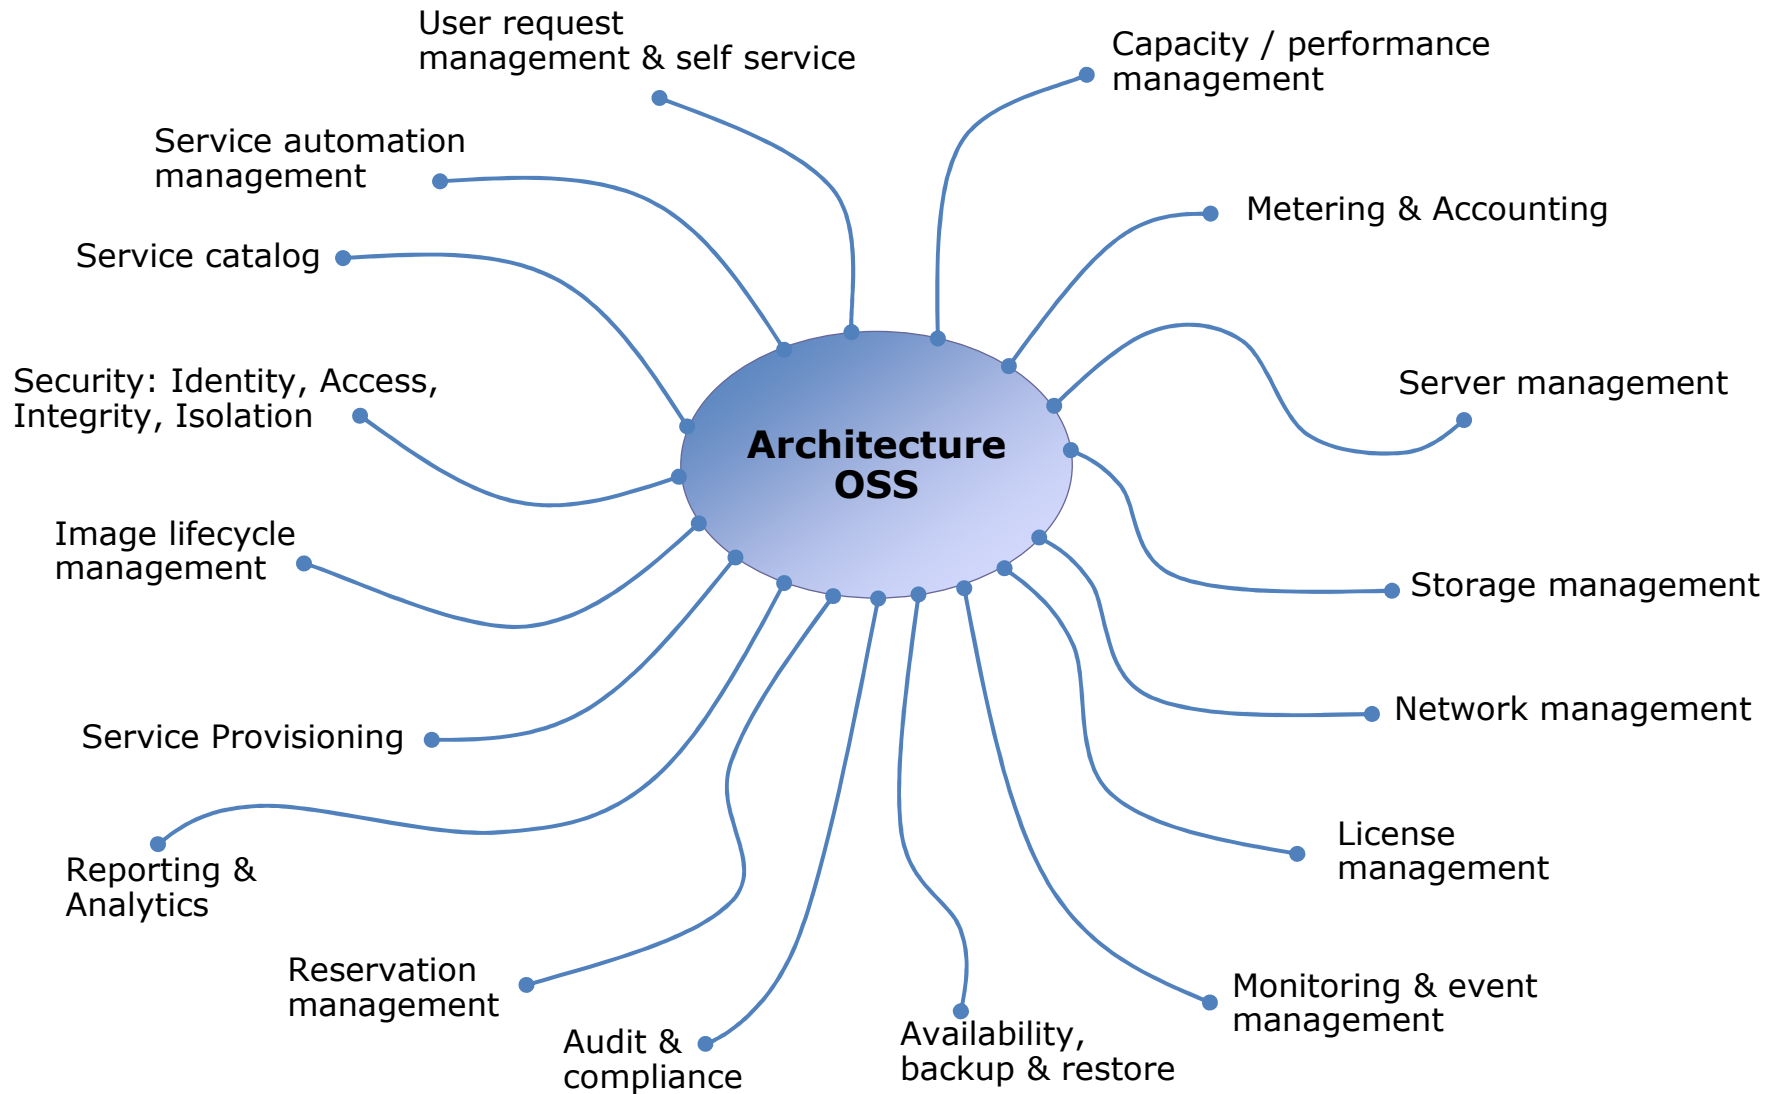 User request
management & self service
Capacity / performance
management
Service automation
management
Metering & Accounting
Service catalog
Security: Identity, Access,
Integrity, Isolation
Server management
Architecture
OSS
Image lifecycle
management
Storage management
Service Provisioning
Network management
Reporting &
Analytics
License
management
Reservation
management
Monitoring & event
management
Audit &
compliance
Availability,
backup & restore